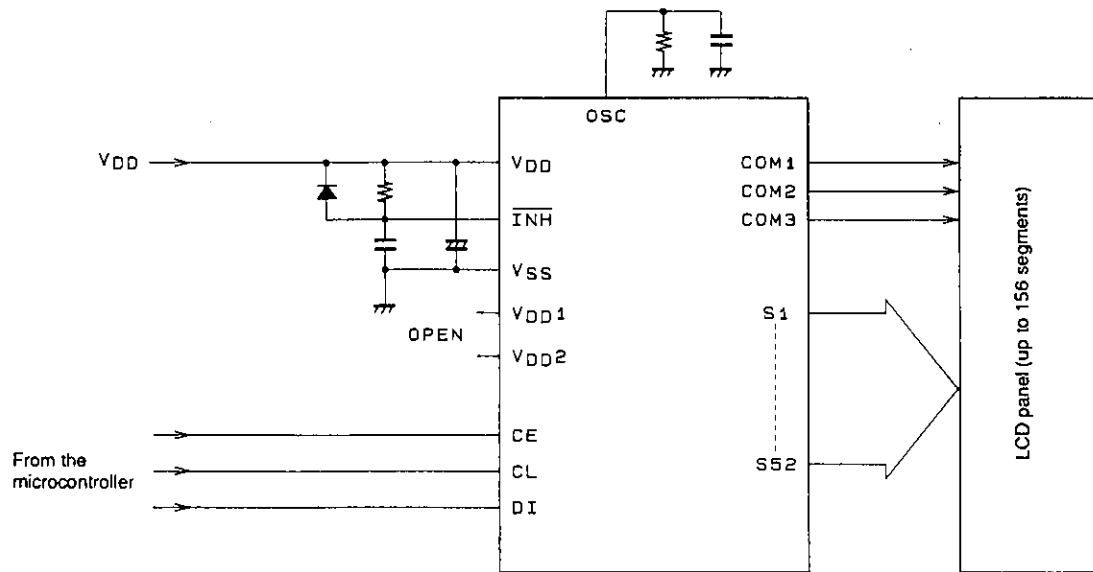 OSC
VDD
VDD
INH
VSS
VDD1
OPEN
VDD2
CE
From the
microcontroller
CL
DI
COM1
COM2
COM3
S1
S52
LCD panel (up to 156 segments)